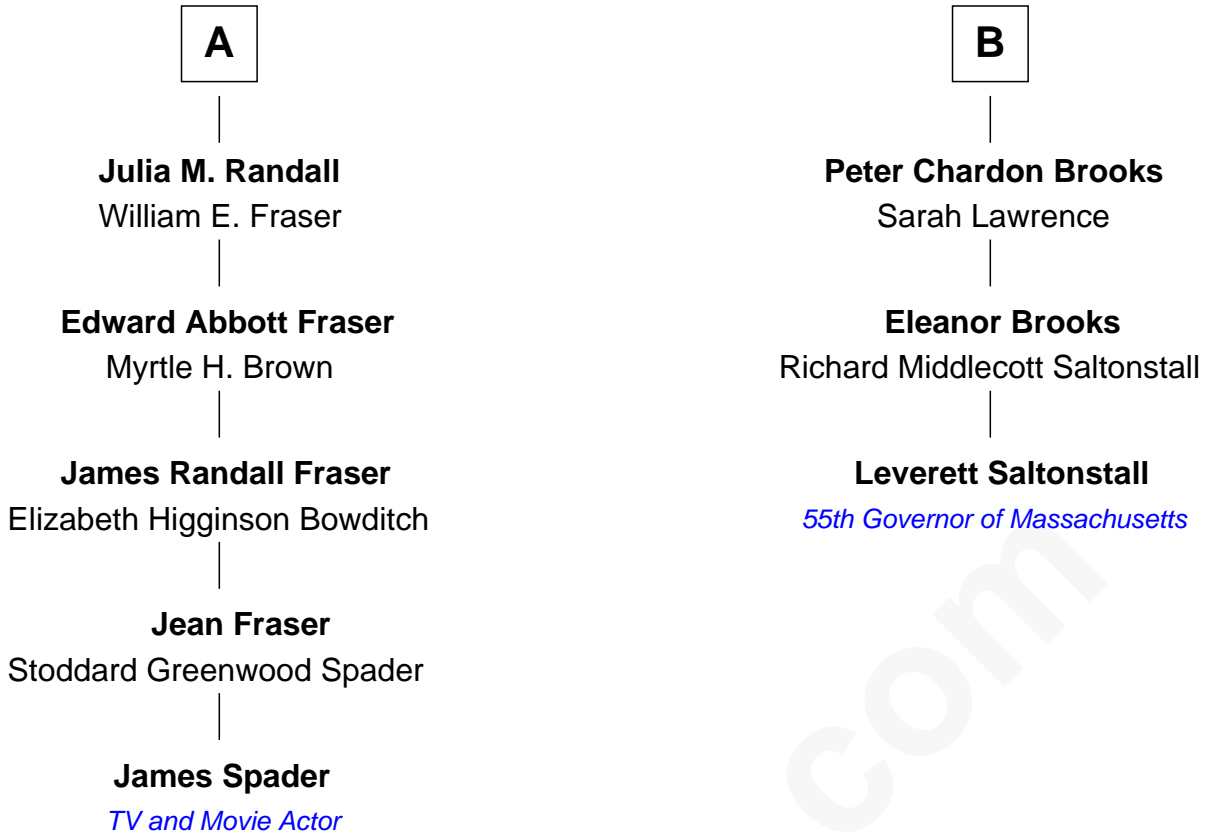 A
Julia M. Randall
William E. Fraser
Edward Abbott Fraser
Myrtle H. Brown
James Randall Fraser
Elizabeth Higginson Bowditch
Jean Fraser
Stoddard Greenwood Spader
James Spader
TV and Movie Actor
B
Peter Chardon Brooks
Sarah Lawrence
Eleanor Brooks
Richard Middlecott Saltonstall
Leverett Saltonstall
55th Governor of Massachusetts
com